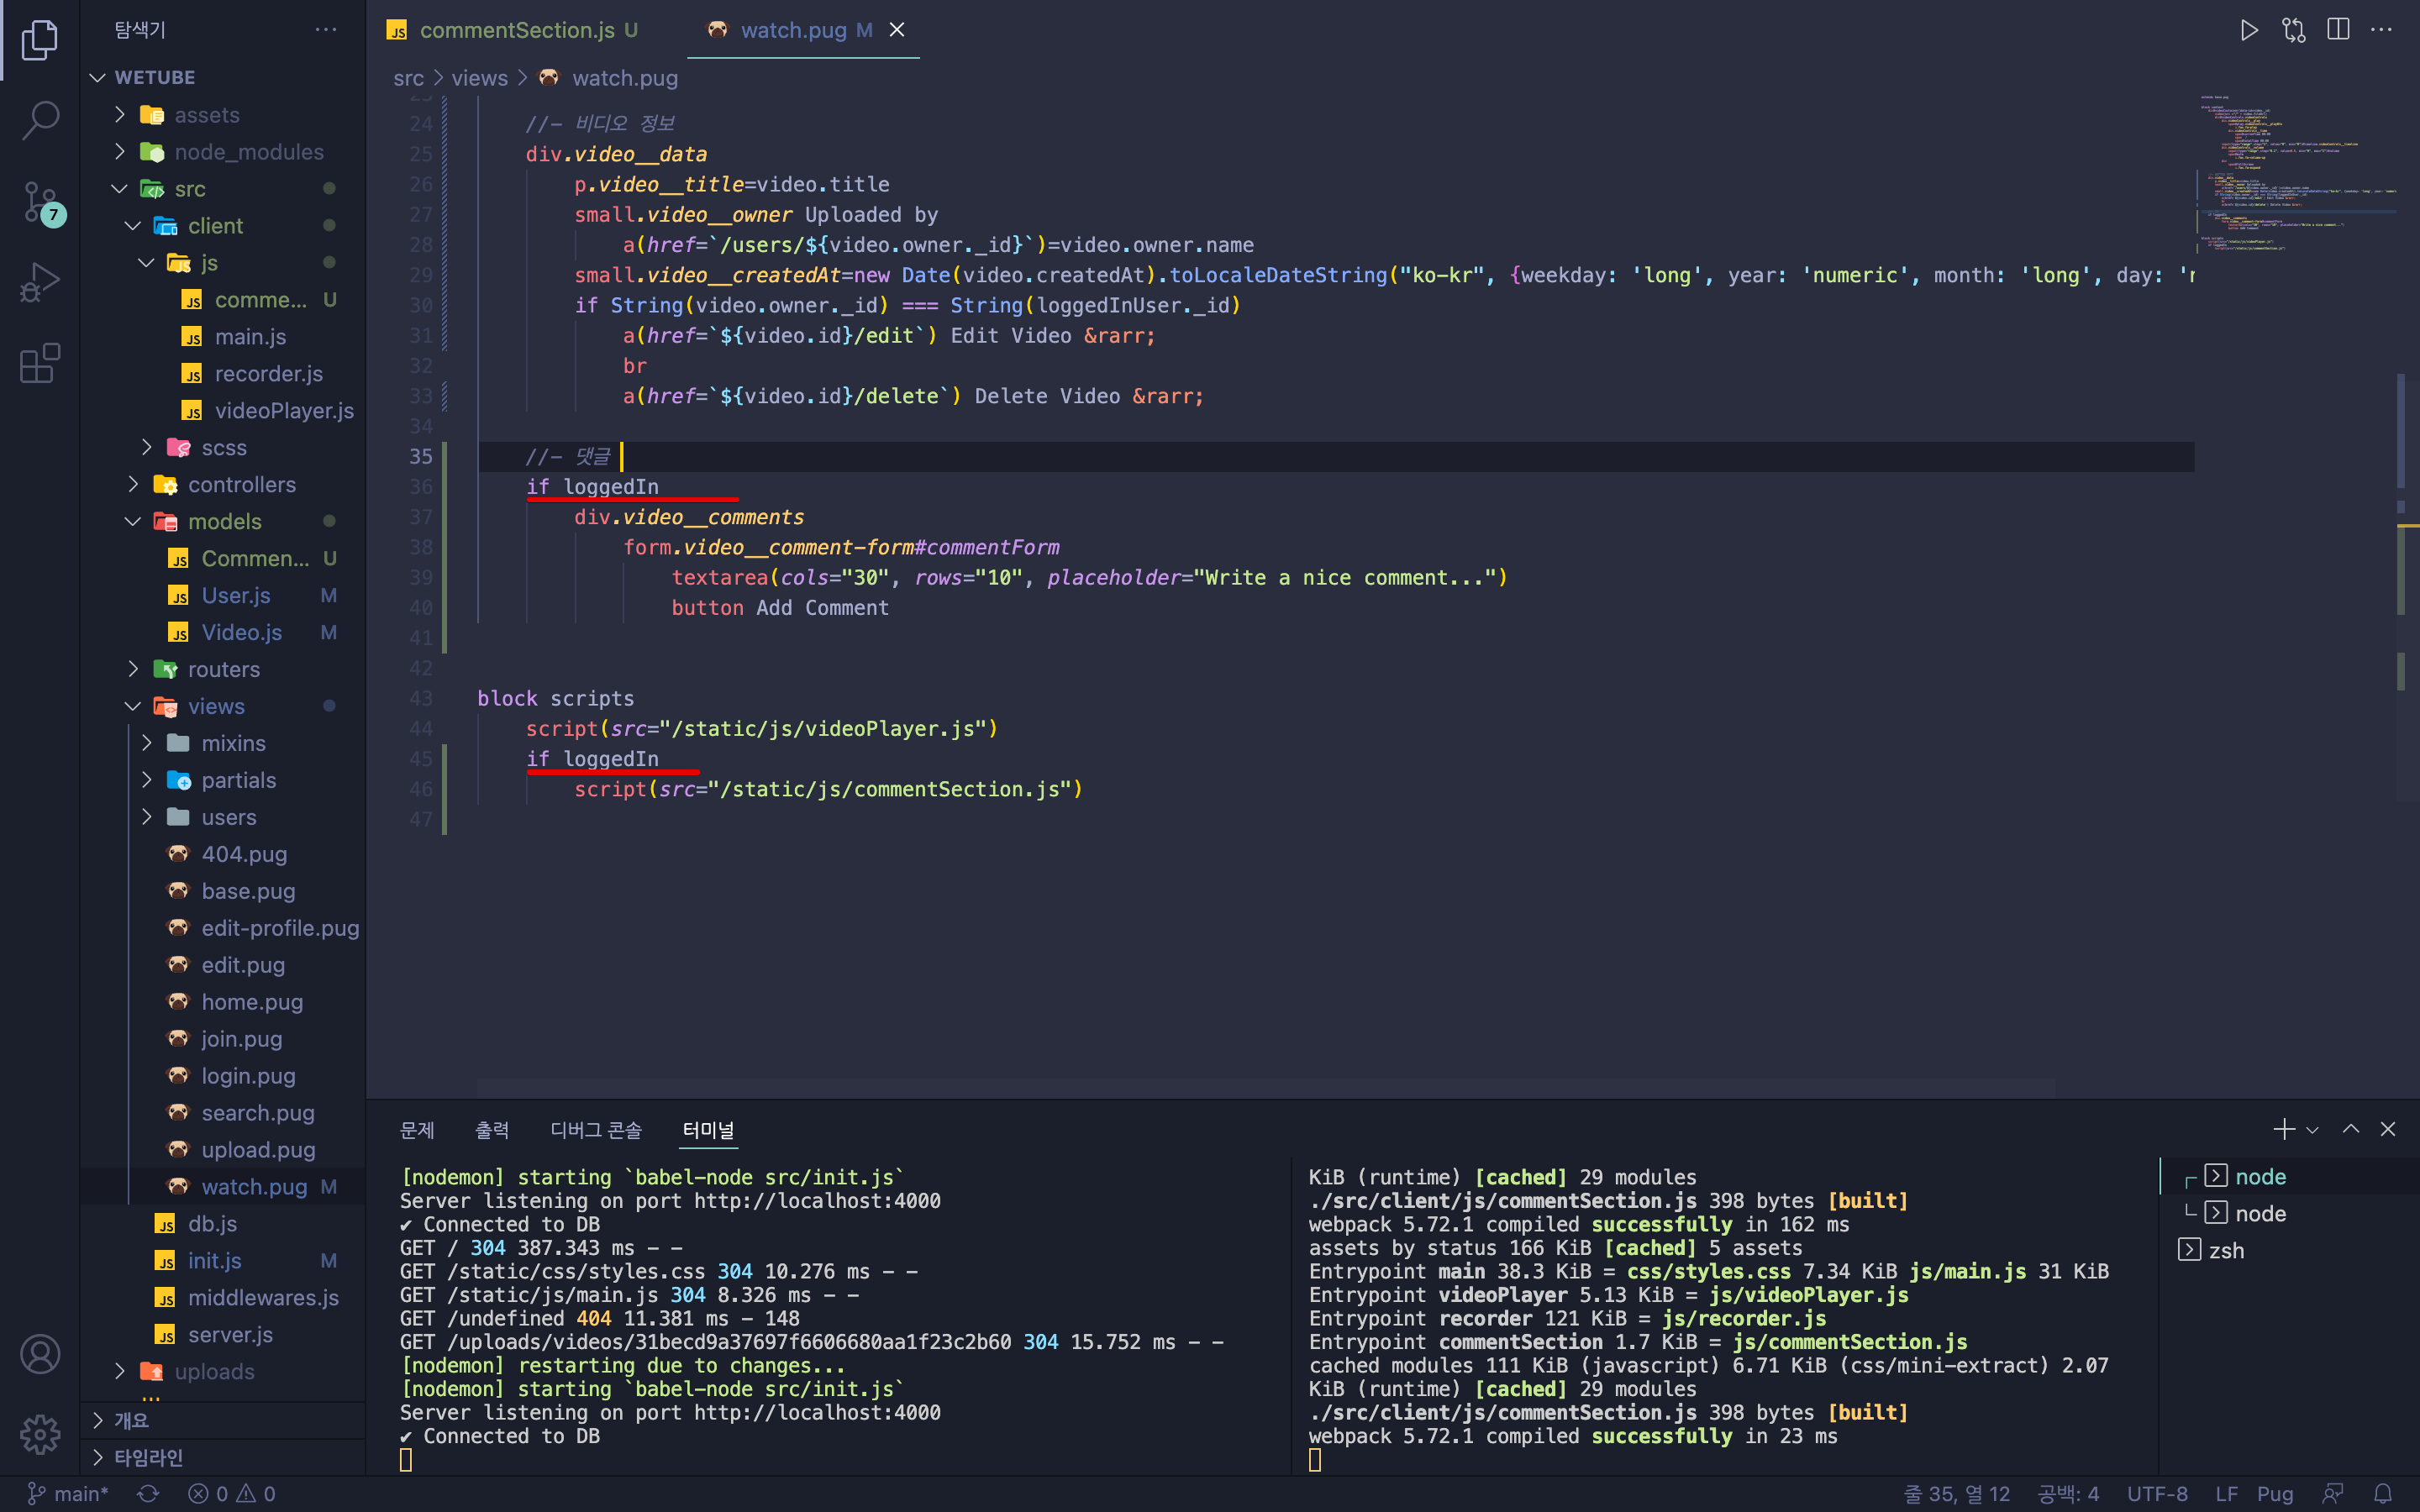 탐색기
WETUBE
assets
node_modules
src
client
js
comme... U
main.js
recorder.js
videoPlayer.js
scss
controllers
models
Commen... U
User.js M
Video.js M
routers
views
mixins
partials
users
404.pug
base.pug
edit-profile.pug
edit.pug
home.pug
join.pug
login.pug
search.pug
upload.pug
watch.pug M
db.js
init.js M
middlewares.js
server.js
uploads
개요
타임라인
7
commentSection.js U
watch.pug M
src > views > watch.pug
24 //- 비디오 정보
25 div.video__data
26 p.video__title=video.title
27 small.video__owner Uploaded by
28 a(href=`/users/${video.owner._id}`)=video.owner.name
29 small.video__createdAt=new Date(video.createdAt).toLocaleDateString("ko-kr", {weekday: 'long', year: 'numeric', month: 'long', day: '
30 if String(video.owner._id) === String(loggedInUser._id)
31 a(href=`${video.id}/edit`) Edit Video &rarr;
32 br
33 a(href=`${video.id}/delete`) Delete Video &rarr;
34
35 //- 댓글
36 if loggedIn
37 div.video__comments
38 form.video__comment-form#commentForm
39 textarea(cols="30", rows="10", placeholder="Write a nice comment...")
40 button Add Comment
41
42
43 block scripts
44 script(src="/static/js/videoPlayer.js")
45 if loggedIn
46 script(src="/static/js/commentSection.js")
47
문제 출력 디버그 콘솔 터미널
[nodemon] starting `babel-node src/init.js`
Server listening on port http://localhost:4000
✔ Connected to DB
GET / 304 387.343 ms - -
GET /static/css/styles.css 304 10.276 ms - -
GET /static/js/main.js 304 8.326 ms - -
GET /undefined 404 11.381 ms - 148
GET /uploads/videos/31becd9a37697f6606680aa1f23c2b60 304 15.752 ms - -
[nodemon] restarting due to changes...
[nodemon] starting `babel-node src/init.js`
Server listening on port http://localhost:4000
✔ Connected to DB
KiB (runtime) [cached] 29 modules
./src/client/js/commentSection.js 398 bytes [built]
webpack 5.72.1 compiled successfully in 162 ms
assets by status 166 KiB [cached] 5 assets
Entrypoint main 38.3 KiB = css/styles.css 7.34 KiB js/main.js 31 KiB
Entrypoint videoPlayer 5.13 KiB = js/videoPlayer.js
Entrypoint recorder 121 KiB = js/recorder.js
Entrypoint commentSection 1.7 KiB = js/commentSection.js
cached modules 111 KiB (javascript) 6.71 KiB (css/mini-extract) 2.07
KiB (runtime) [cached] 29 modules
./src/client/js/commentSection.js 398 bytes [built]
webpack 5.72.1 compiled successfully in 23 ms
node
node
zsh
main* 0 0
줄 35, 열 12 공백: 4 UTF-8 LF Pug